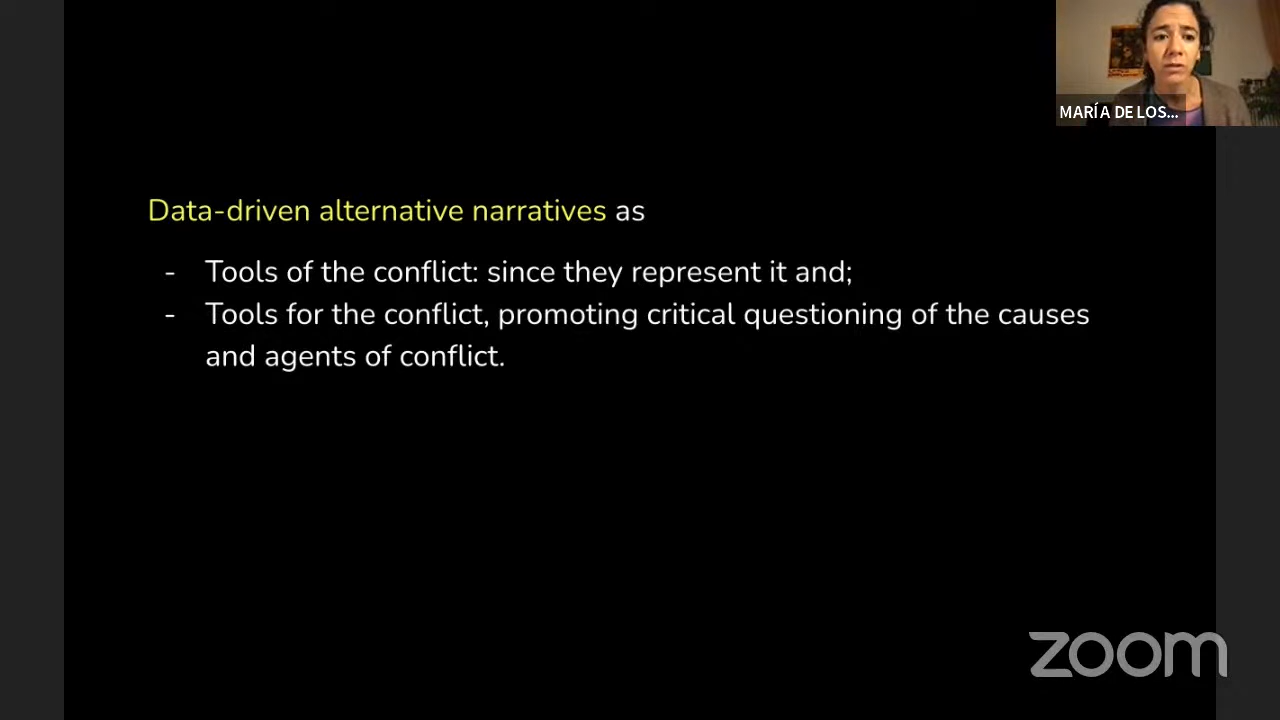 MARÍA DE LOS...
Data-driven alternative narratives as
- Tools of the conflict: since they represent it and;
- Tools for the conflict, promoting critical questioning of the causes
and agents of conflict.
zoom